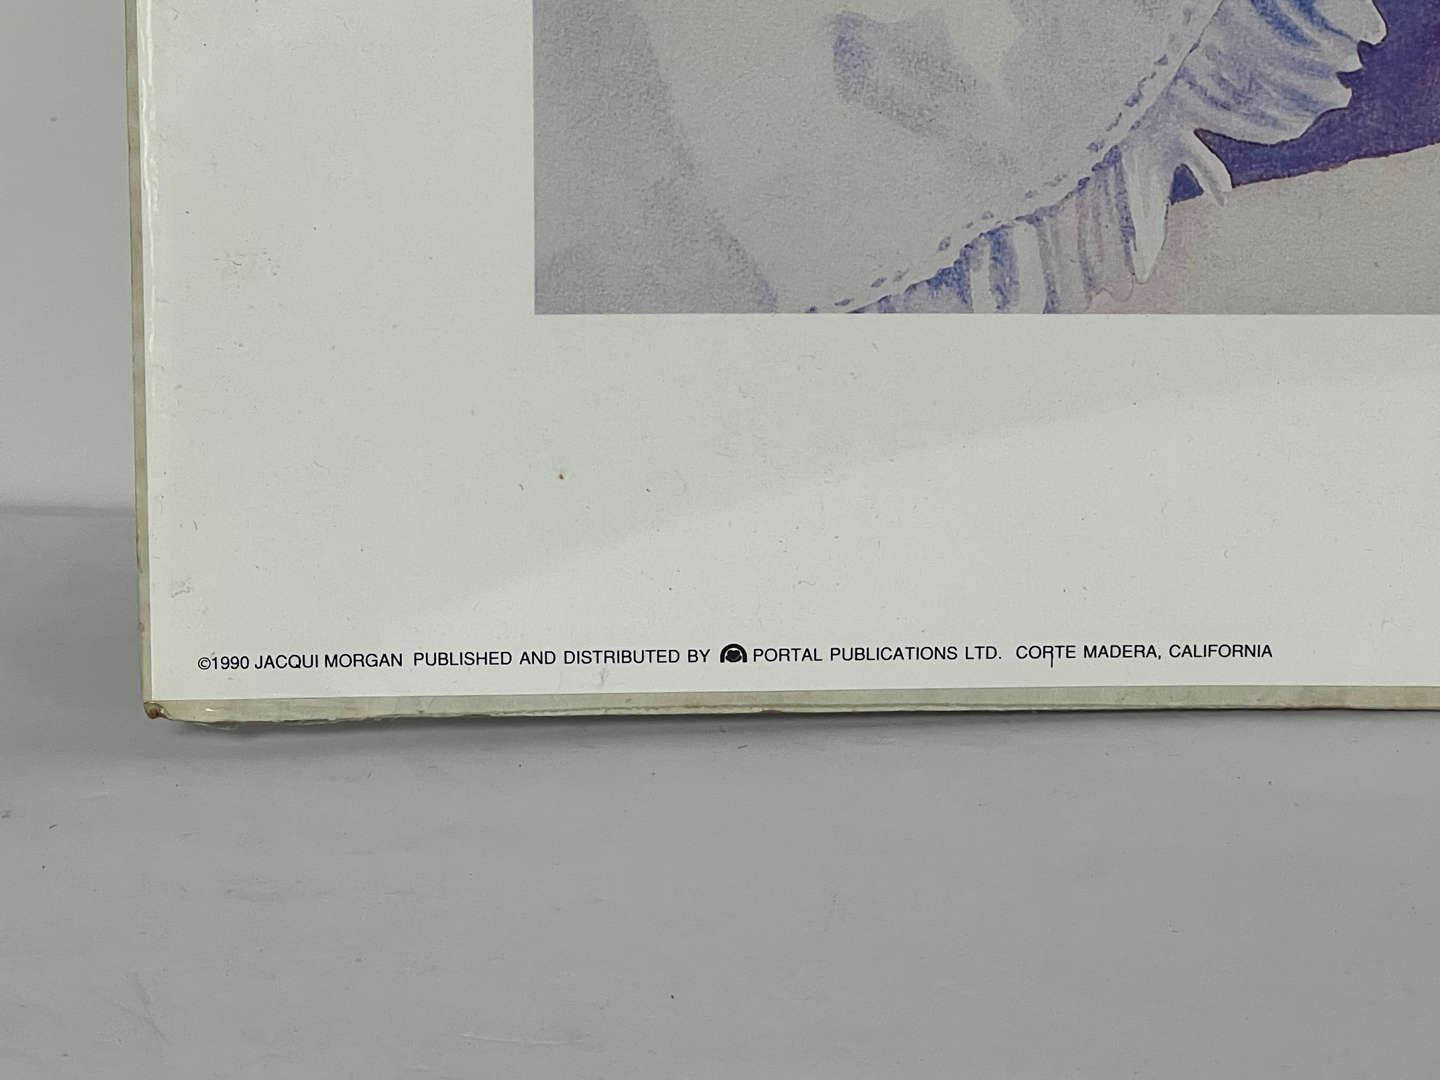 ©1990 JACQUI MORGAN PUBLISHED AND DISTRIBUTED BY PORTAL PUBLICATIONS LTD. CORTE MADERA, CALIFORNIA